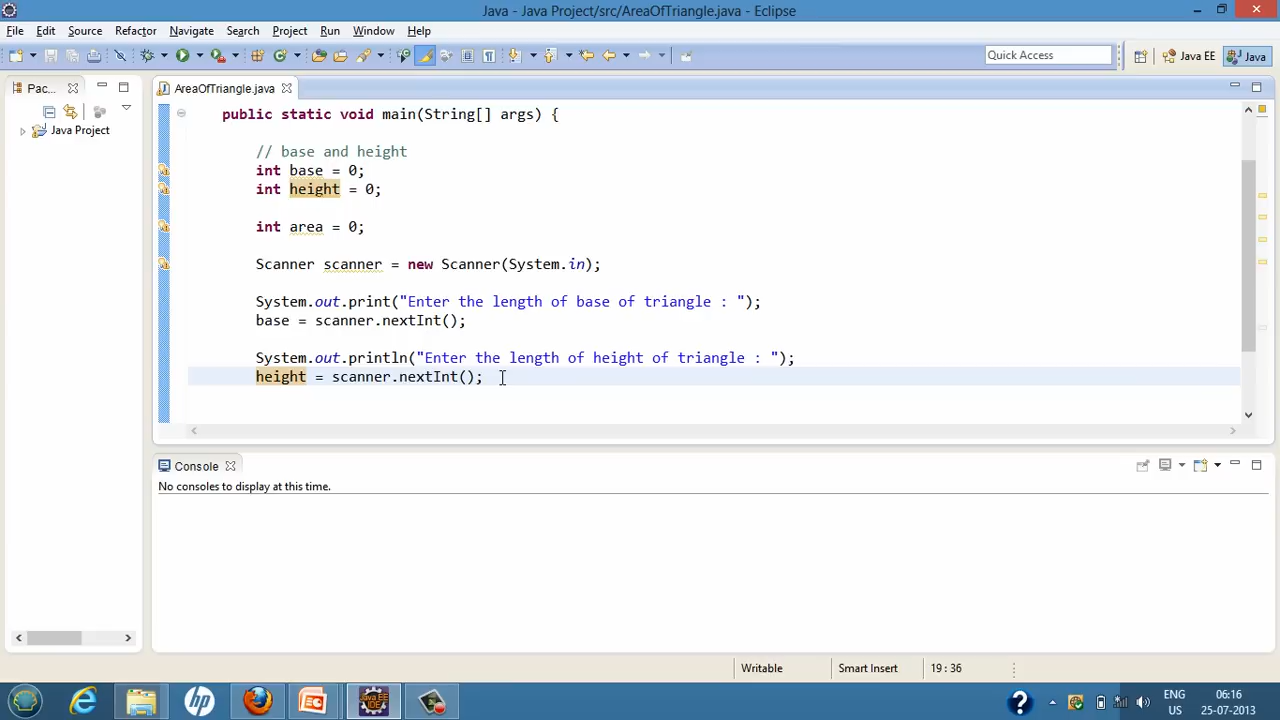 Java - Java Project/src/AreaOfTriangle.java - Eclipse
File Edit Source Refactor Navigate Search Project Run Window Help
Quick Access
Java EE
Java
Pac...
AreaOfTriangle.java
Java Project
public static void main(String[] args) {
// base and height
int base = 0;
int height = 0;
int area = 0;
Scanner scanner = new Scanner(System.in);
System.out.print("Enter the length of base of triangle : ");
base = scanner.nextInt();
System.out.println("Enter the length of height of triangle : ");
height = scanner.nextInt();
Console
No consoles to display at this time.
Writable
Smart Insert
19 : 36
hp
Java EE
IDE
ENG
US
06:16
25-07-2013